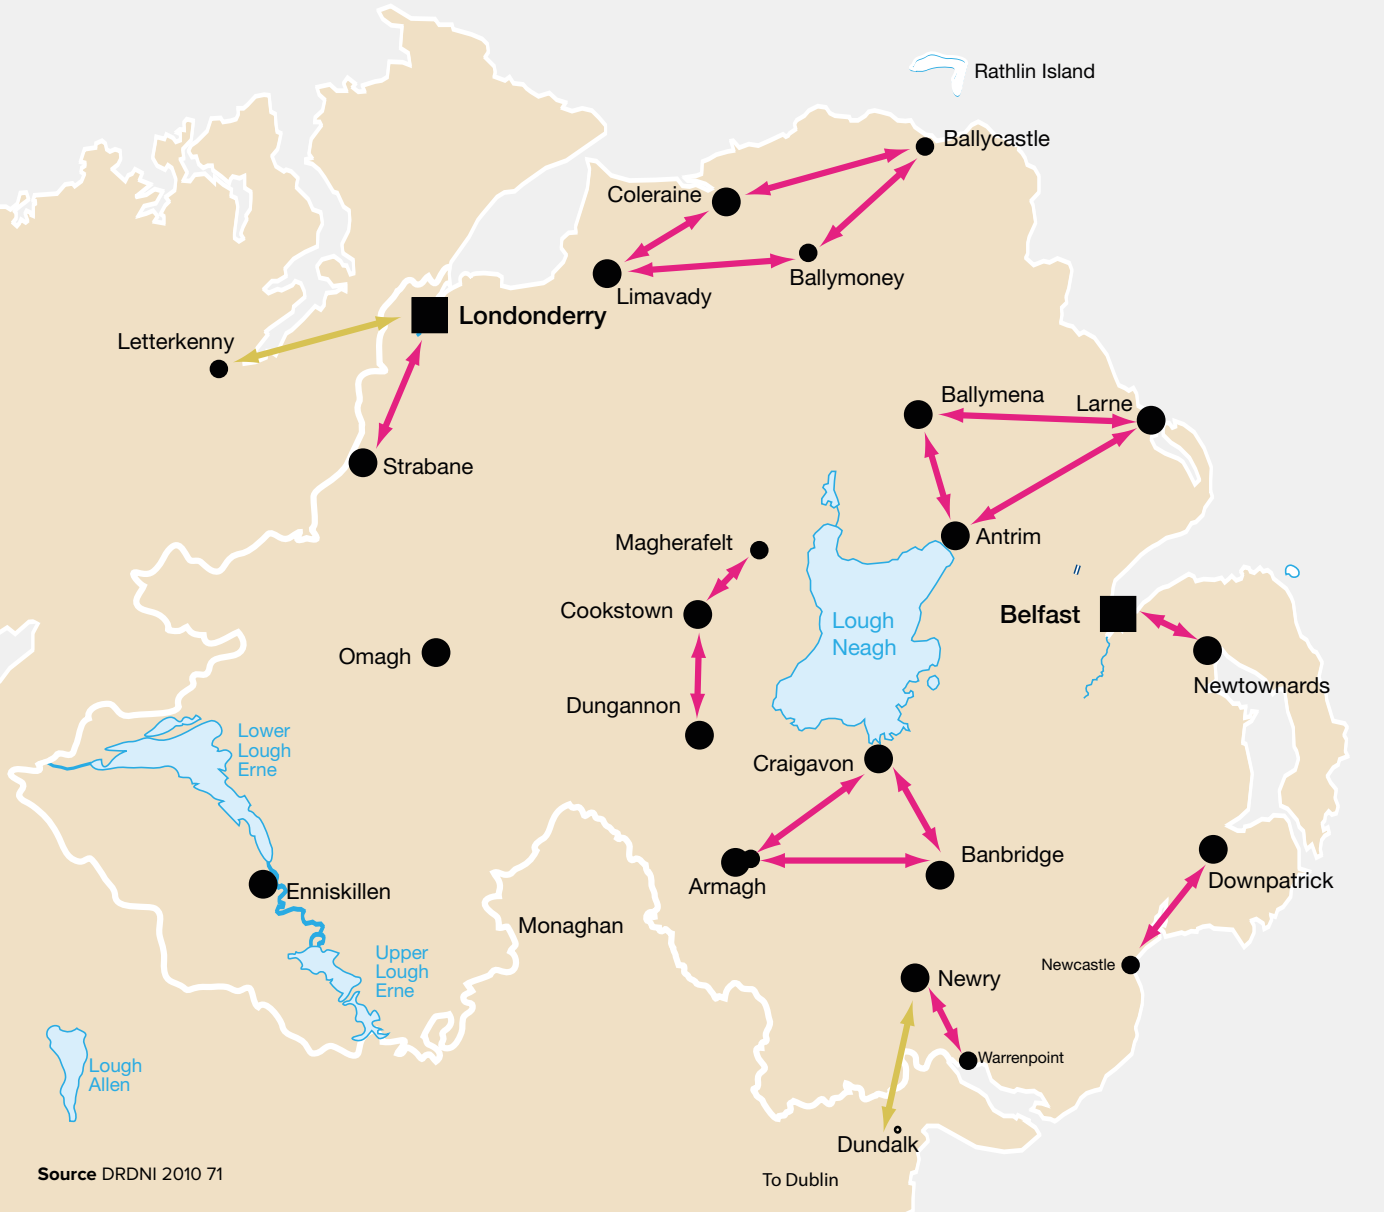 Rathlin Island
Ballycastle
Coleraine
Ballymoney
Limavady
Londonderry
Letterkenny
Strabane
Ballymena
Larne
Antrim
Magherafelt
Cookstown
Lough
Neagh
Belfast
Omagh
Newtownards
Dungannon
Lower
Lough
Erne
Craigavon
Banbridge
Armagh
Downpatrick
Enniskillen
Monaghan
Upper
Lough
Erne
Newcastle
Newry
Warrenpoint
Lough
Allen
Dundalk
Source DRDNI 2010 71
To Dublin